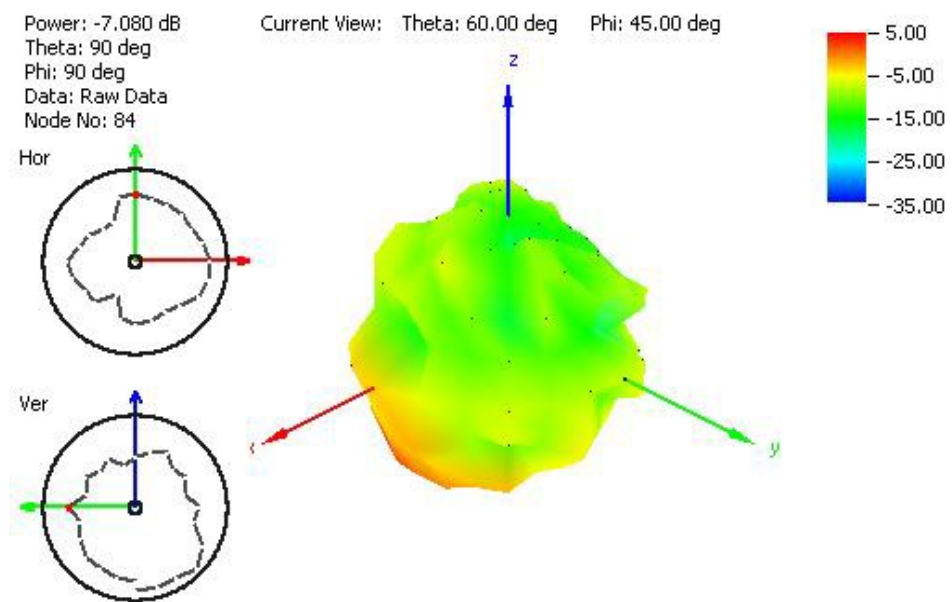 Power: -7.080 dB
Theta: 90 deg
Phi: 90 deg
Data: Raw Data
Node No: 84
Current View: Theta: 60.00 deg Phi: 45.00 deg
Hor
Ver
z
y
5.00
-5.00
-15.00
-25.00
-35.00